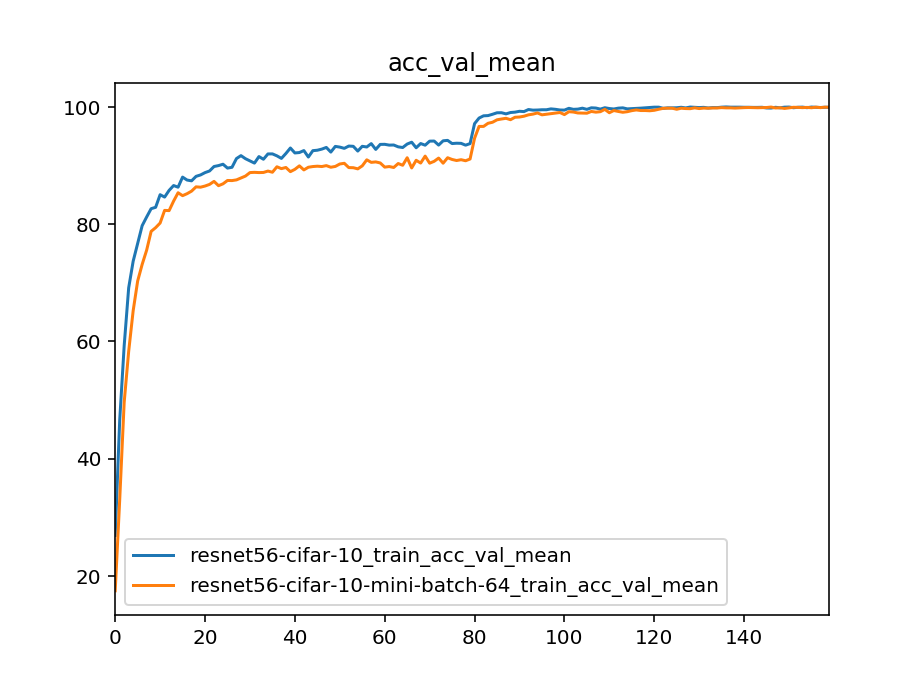 acc_val_mean
100
80
60
40
20
resnet56-cifar-10_train_acc_val_mean
resnet56-cifar-10-mini-batch-64_train_acc_val_mean
0 20 40 60 80 100 120 140